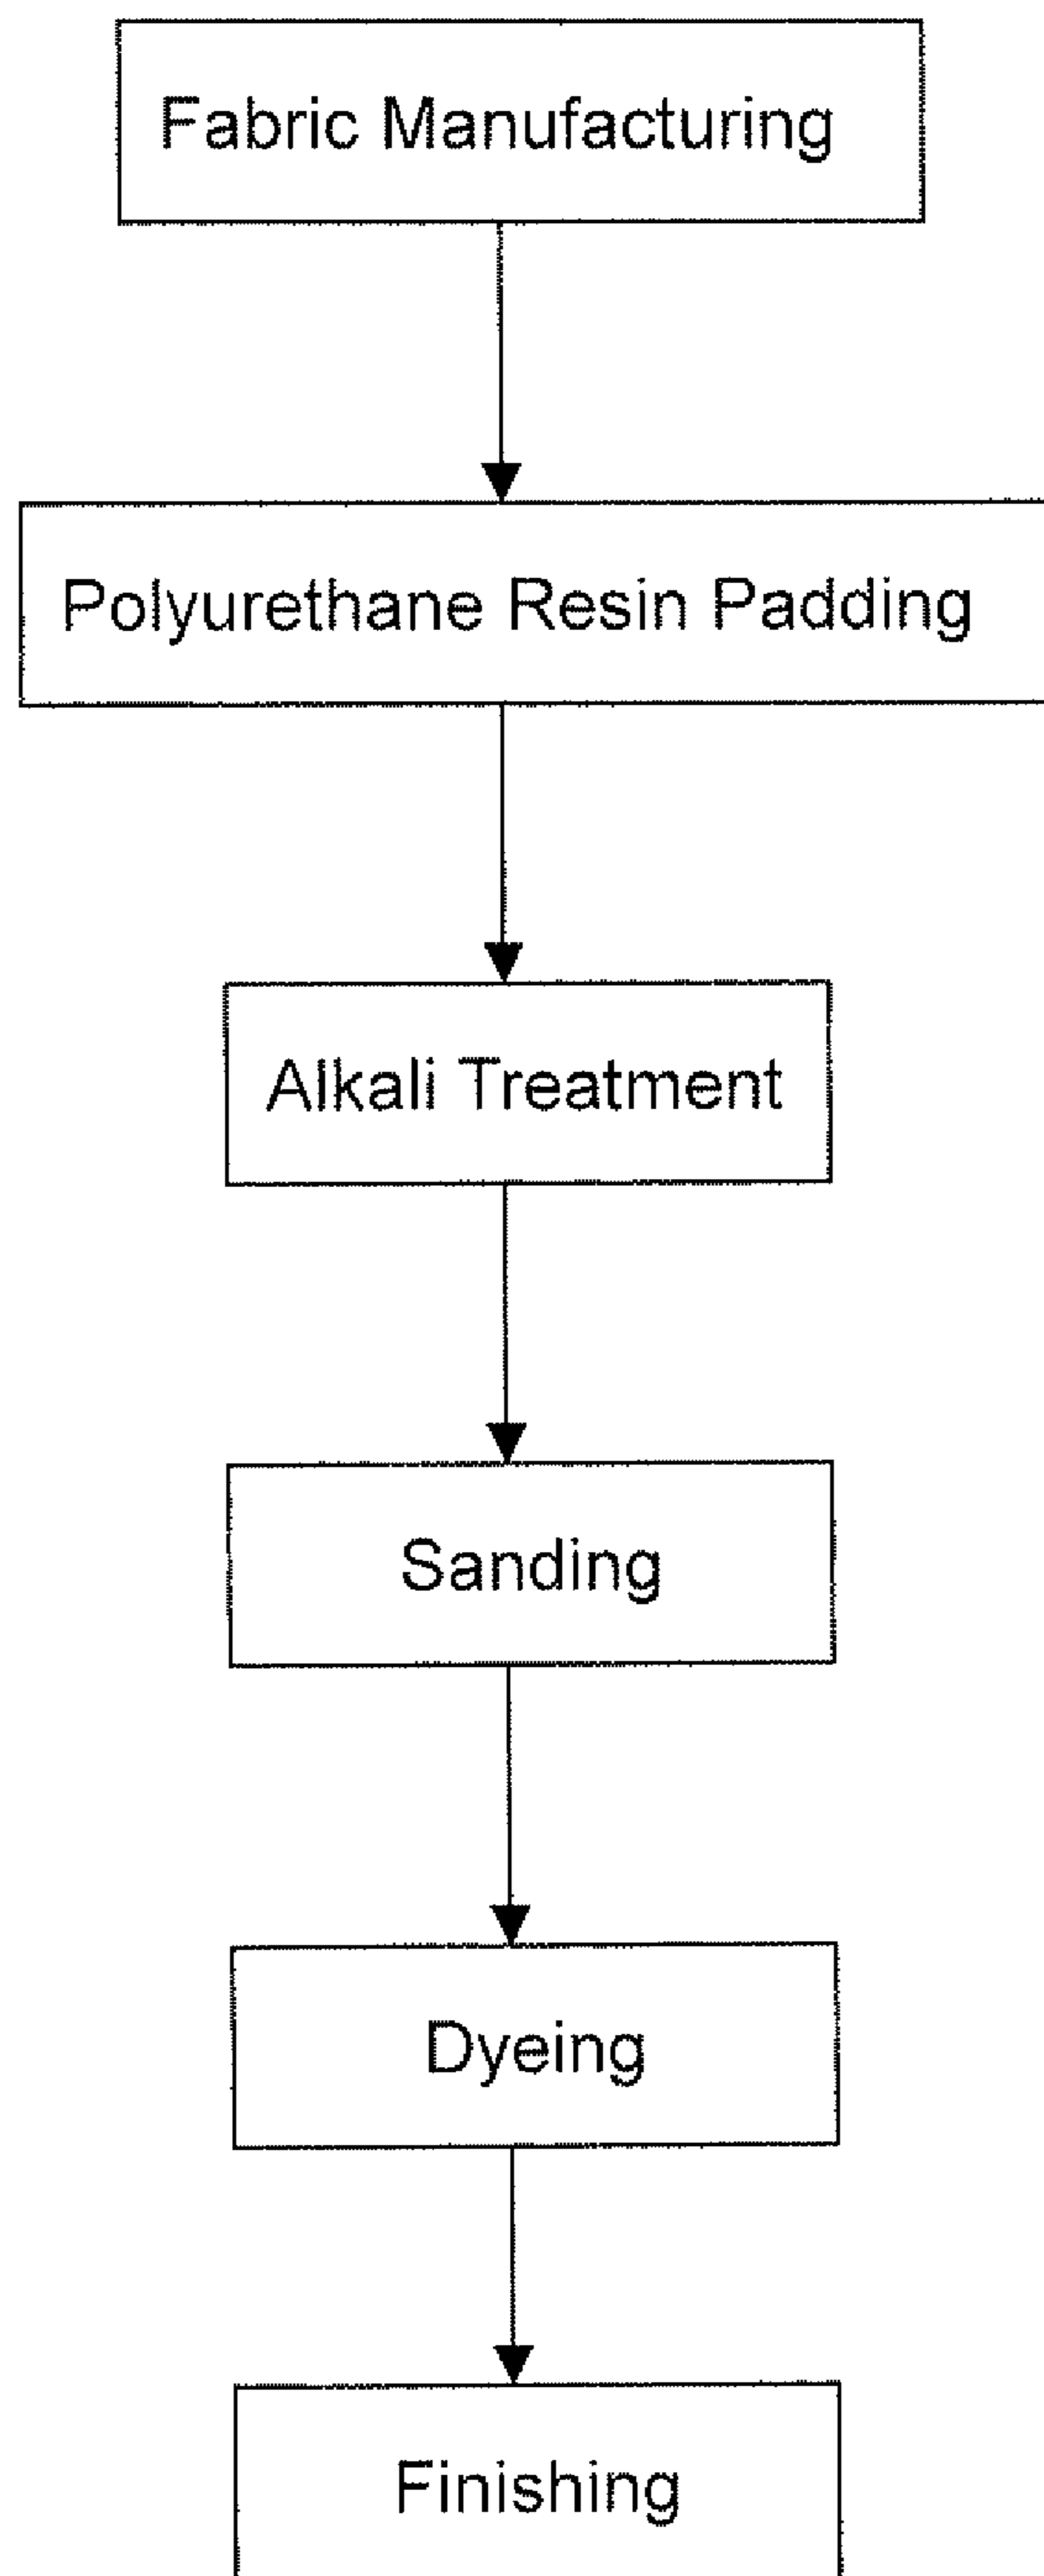 Fabric Manufacturing
Polyurethane Resin Padding
Alkali Treatment
Sanding
Dyeing
Finishing